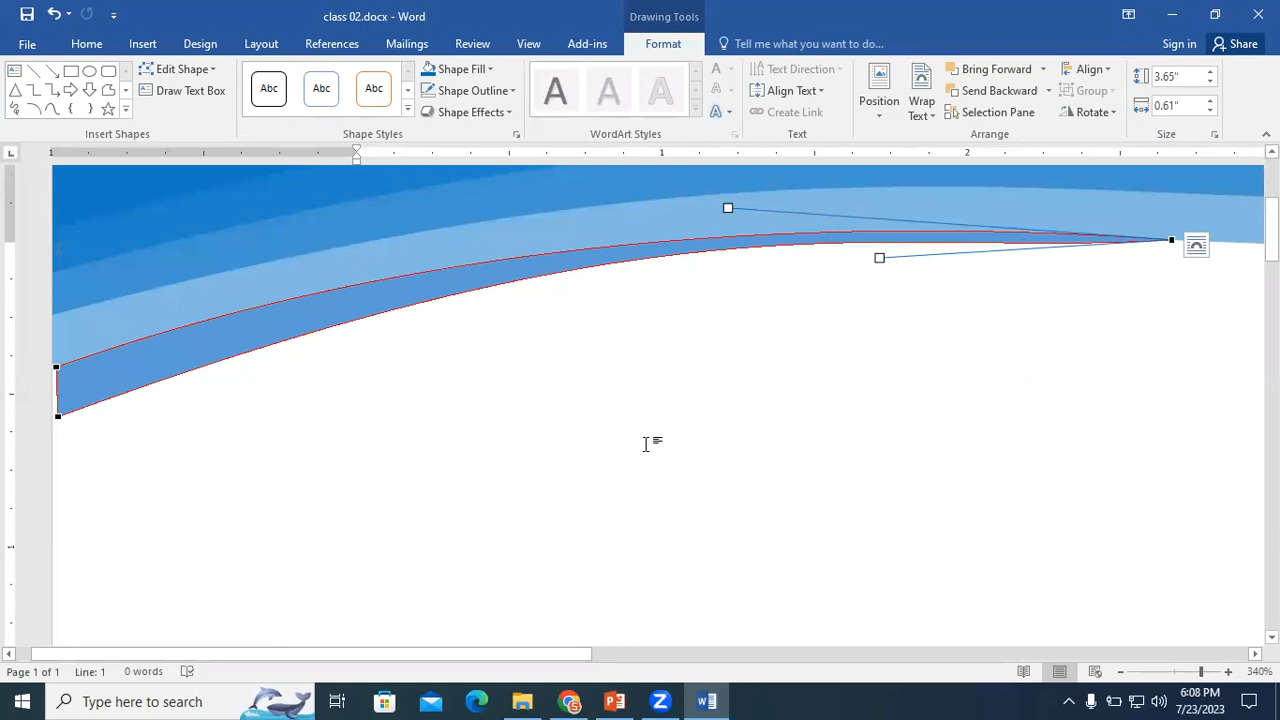 class 02.docx - Word
Drawing Tools
File Home Insert Design Layout References Mailings Review View Add-ins Format Tell me what you want to do... Sign in Share
Edit Shape
Draw Text Box
Insert Shapes
Abc Abc Abc
Shape Fill
Shape Outline
Shape Effects
Shape Styles
A A A
WordArt Styles
Text Direction
Align Text
Create Link
Text
Position
Wrap Text
Bring Forward
Send Backward
Selection Pane
Align
Group
Rotate
Arrange
3.65"
0.61"
Size
1 1 2
1
Page 1 of 1 Line: 1 0 words 340%
Type here to search
6:08 PM
7/23/2023